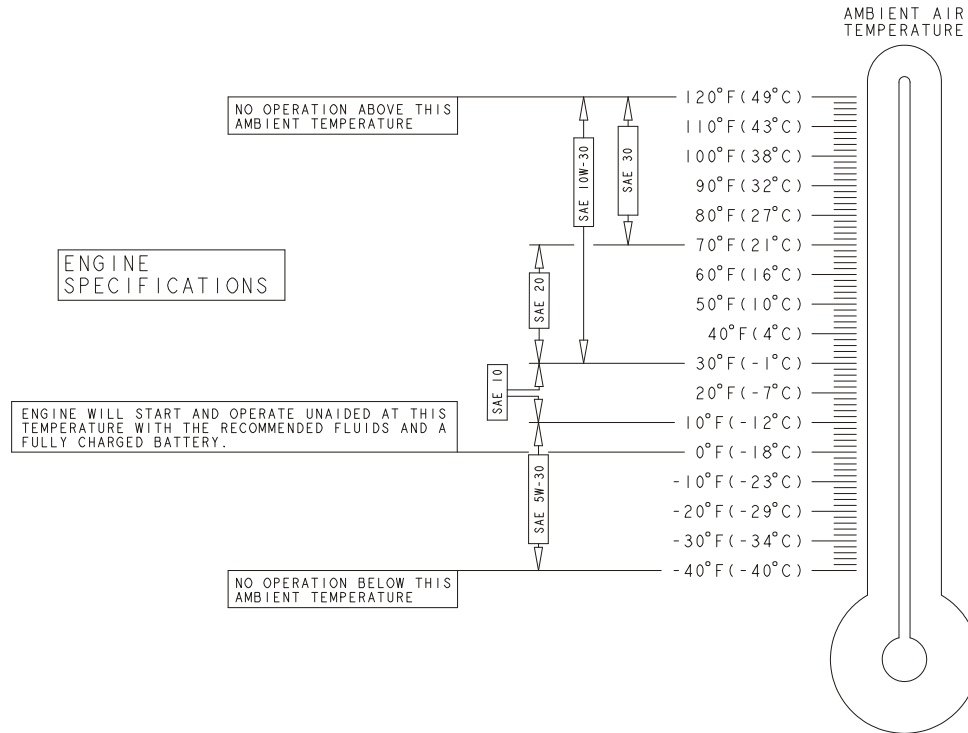 AMBIENT AIR
TEMPERATURE
NO OPERATION ABOVE THIS
AMBIENT TEMPERATURE
120°F(49°C)
110°F(43°C)
100°F(38°C)
90°F(32°C)
80°F(27°C)
70°F(21°C)
60°F(16°C)
50°F(10°C)
40°F(4°C)
30°F(-1°C)
20°F(-7°C)
10°F(-12°C)
0°F(-18°C)
-10°F(-23°C)
-20°F(-29°C)
-30°F(-34°C)
-40°F(-40°C)
SAE 10W-30
SAE 30
ENGINE
SPECIFICATIONS
SAE 20
SAE 10
ENGINE WILL START AND OPERATE UNAIDED AT THIS
TEMPERATURE WITH THE RECOMMENDED FLUIDS AND A
FULLY CHARGED BATTERY.
SAE 5W-30
NO OPERATION BELOW THIS
AMBIENT TEMPERATURE